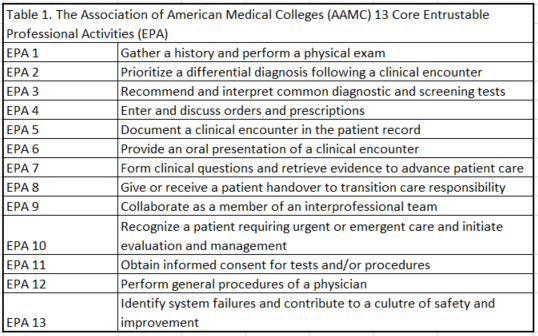 Table 1. The Association of American Medical Colleges (AAMC) 13 Core Entrustable
Professional Activities (EPA)
EPA 1 Gather a history and perform a physical exam
EPA 2 Prioritize a differential diagnosis following a clinical encounter
EPA 3 Recommend and interpret common diagnostic and screening tests
EPA 4 Enter and discuss orders and prescriptions
EPA 5 Document a clinical encounter in the patient record
EPA 6 Provide an oral presentation of a clinical encounter
EPA 7 Form clinical questions and retrieve evidence to advance patient care
EPA 8 Give or receive a patient handover to transition care responsibility
EPA 9 Collaborate as a member of an interprofessional team
Recognize a patient requiring urgent or emergent care and initiate
EPA 10 evaluation and management
EPA 11 Obtain informed consent for tests and/or procedures
EPA 12 Perform general procedures of a physician
Identify system failures and contribute to a culutre of safety and
EPA 13 improvement